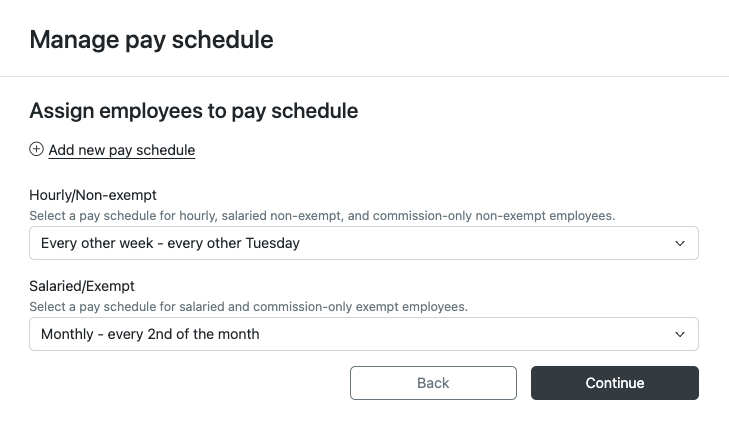 Manage pay schedule
Assign employees to pay schedule
Add new pay schedule
Hourly/Non-exempt
Select a pay schedule for hourly, salaried non-exempt, and commission-only non-exempt employees.
Every other week - every other Tuesday
Salaried/Exempt
Select a pay schedule for salaried and commission-only exempt employees.
Monthly - every 2nd of the month
Back
Continue